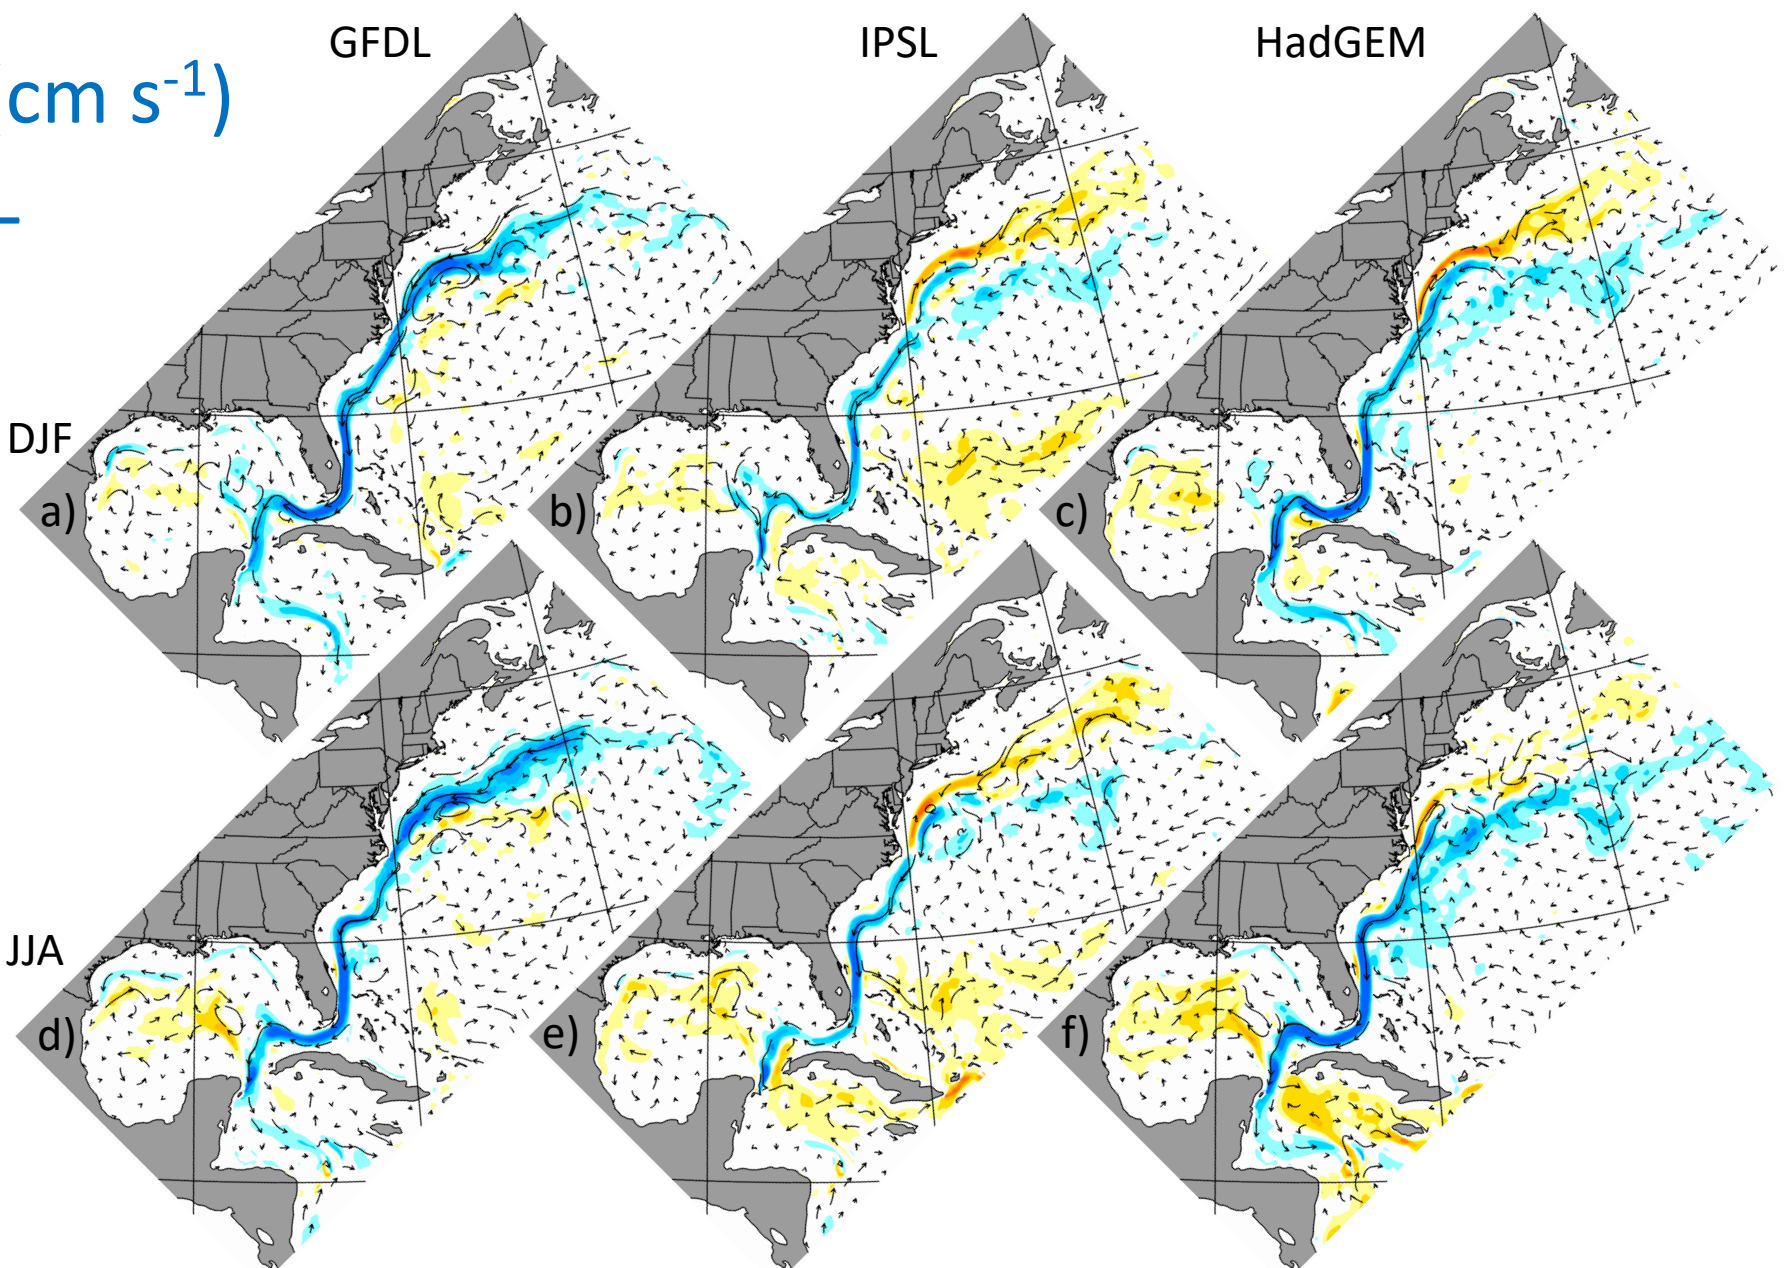 GFDL IPSL HadGEM
(cm s⁻¹)
DJF
a) b) c)
JJA
d) e) f)